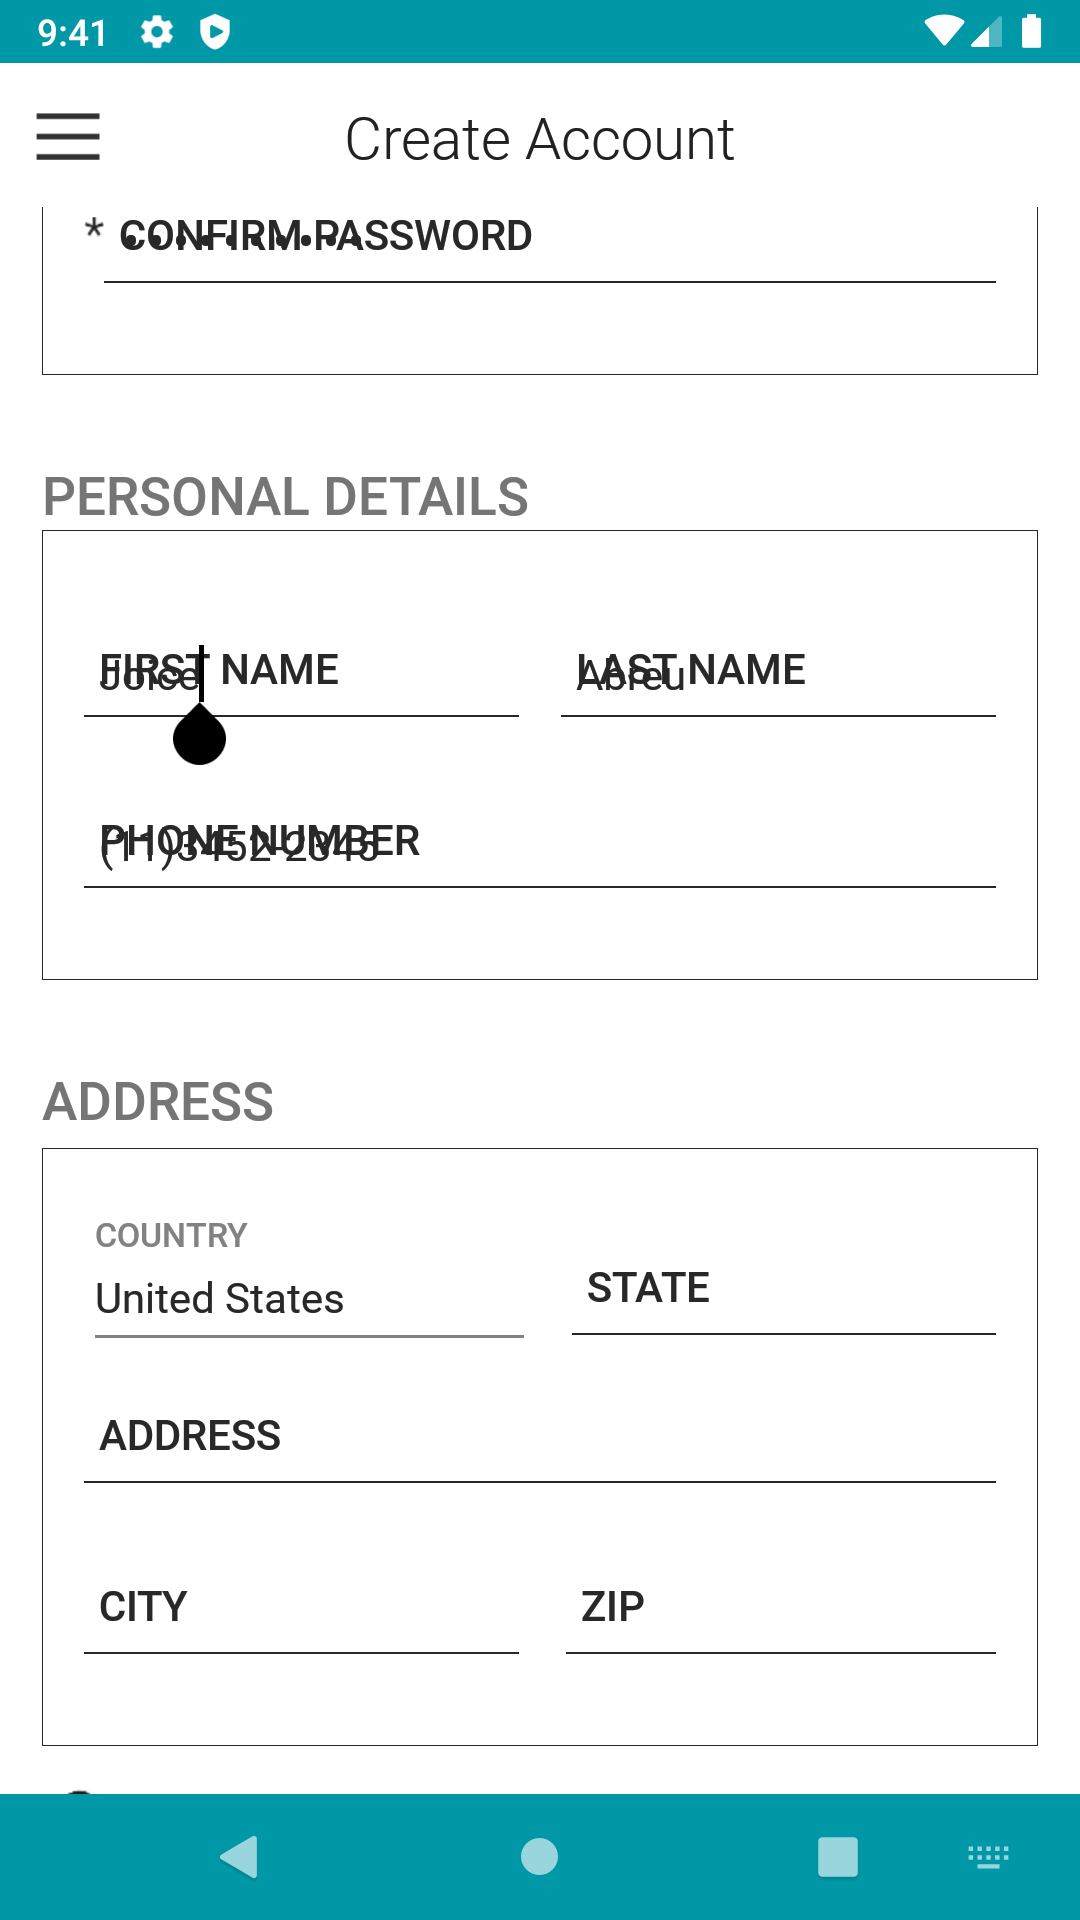 9:41
Create Account
* CONFIRM PASSWORD
PERSONAL DETAILS
FIRST NAME LAST NAME
Joice Abreu
PHONE NUMBER
(11)3452-2345
ADDRESS
COUNTRY
United States STATE
ADDRESS
CITY ZIP